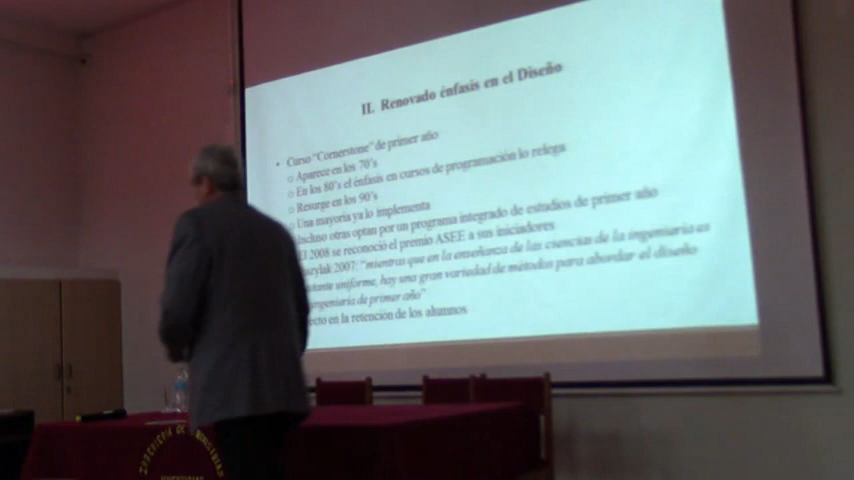 II. Renovado énfasis en el Diseño
• Curso "Cornerstone" de primer año
o Aparece en los 70's
o En los 80's el énfasis en cursos de programación lo relega
o Resurge en los 90's
o Una mayoría ya lo implementa
otras optan por un programa integrado de estudios de primer año
2008 se reconoció el premio ASEE a sus iniciadores
2007: "mientras que en la enseñanza de las ciencias de la ingeniería es
uniforme, hay una gran variedad de métodos para abordar el diseño
ingeniería de primer año"
en la retención de los alumnos
INGENIERIA DE